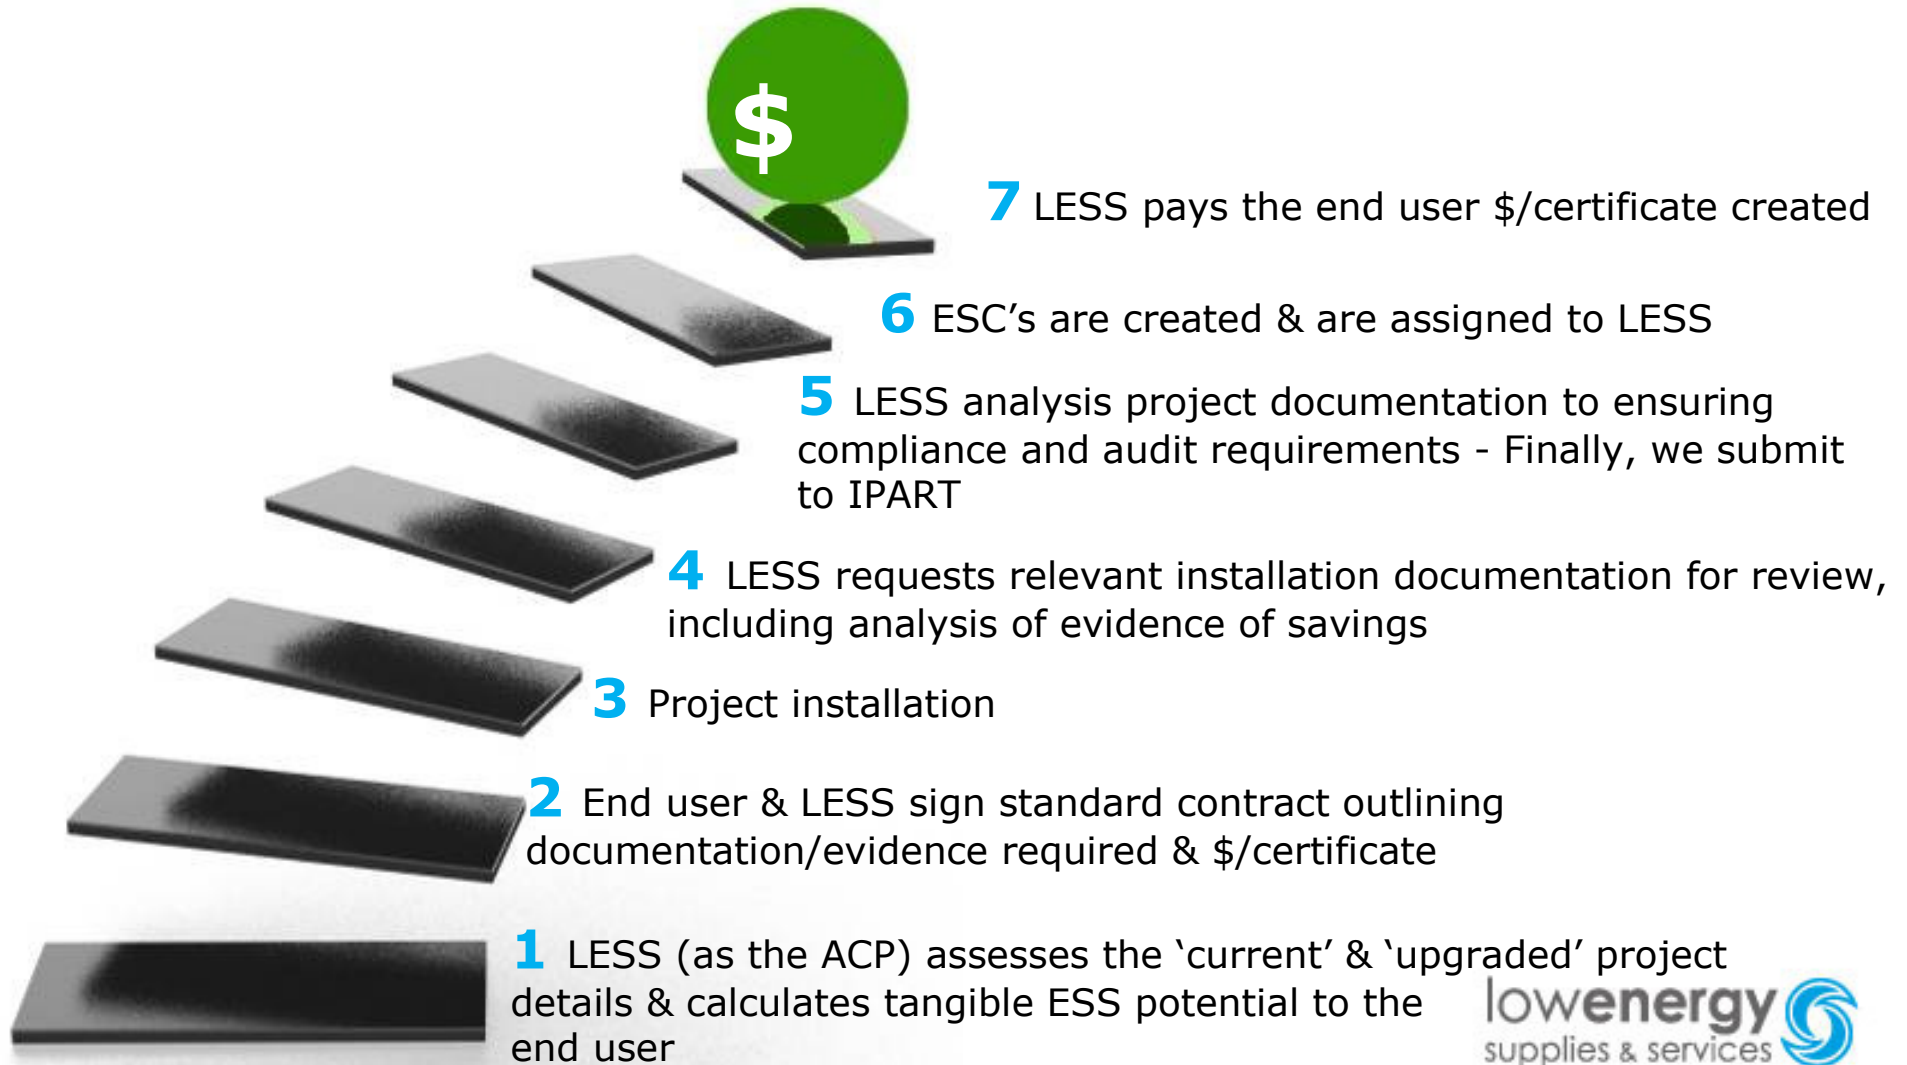 $
7 LESS pays the end user $/certificate created
6 ESC’s are created & are assigned to LESS
5 LESS analysis project documentation to ensuring
compliance and audit requirements - Finally, we submit
to IPART
4 LESS requests relevant installation documentation for review,
including analysis of evidence of savings
3 Project installation
2 End user & LESS sign standard contract outlining
documentation/evidence required & $/certificate
1 LESS (as the ACP) assesses the ‘current’ & ‘upgraded’ project
details & calculates tangible ESS potential to the
end user
lowenergy
supplies & services